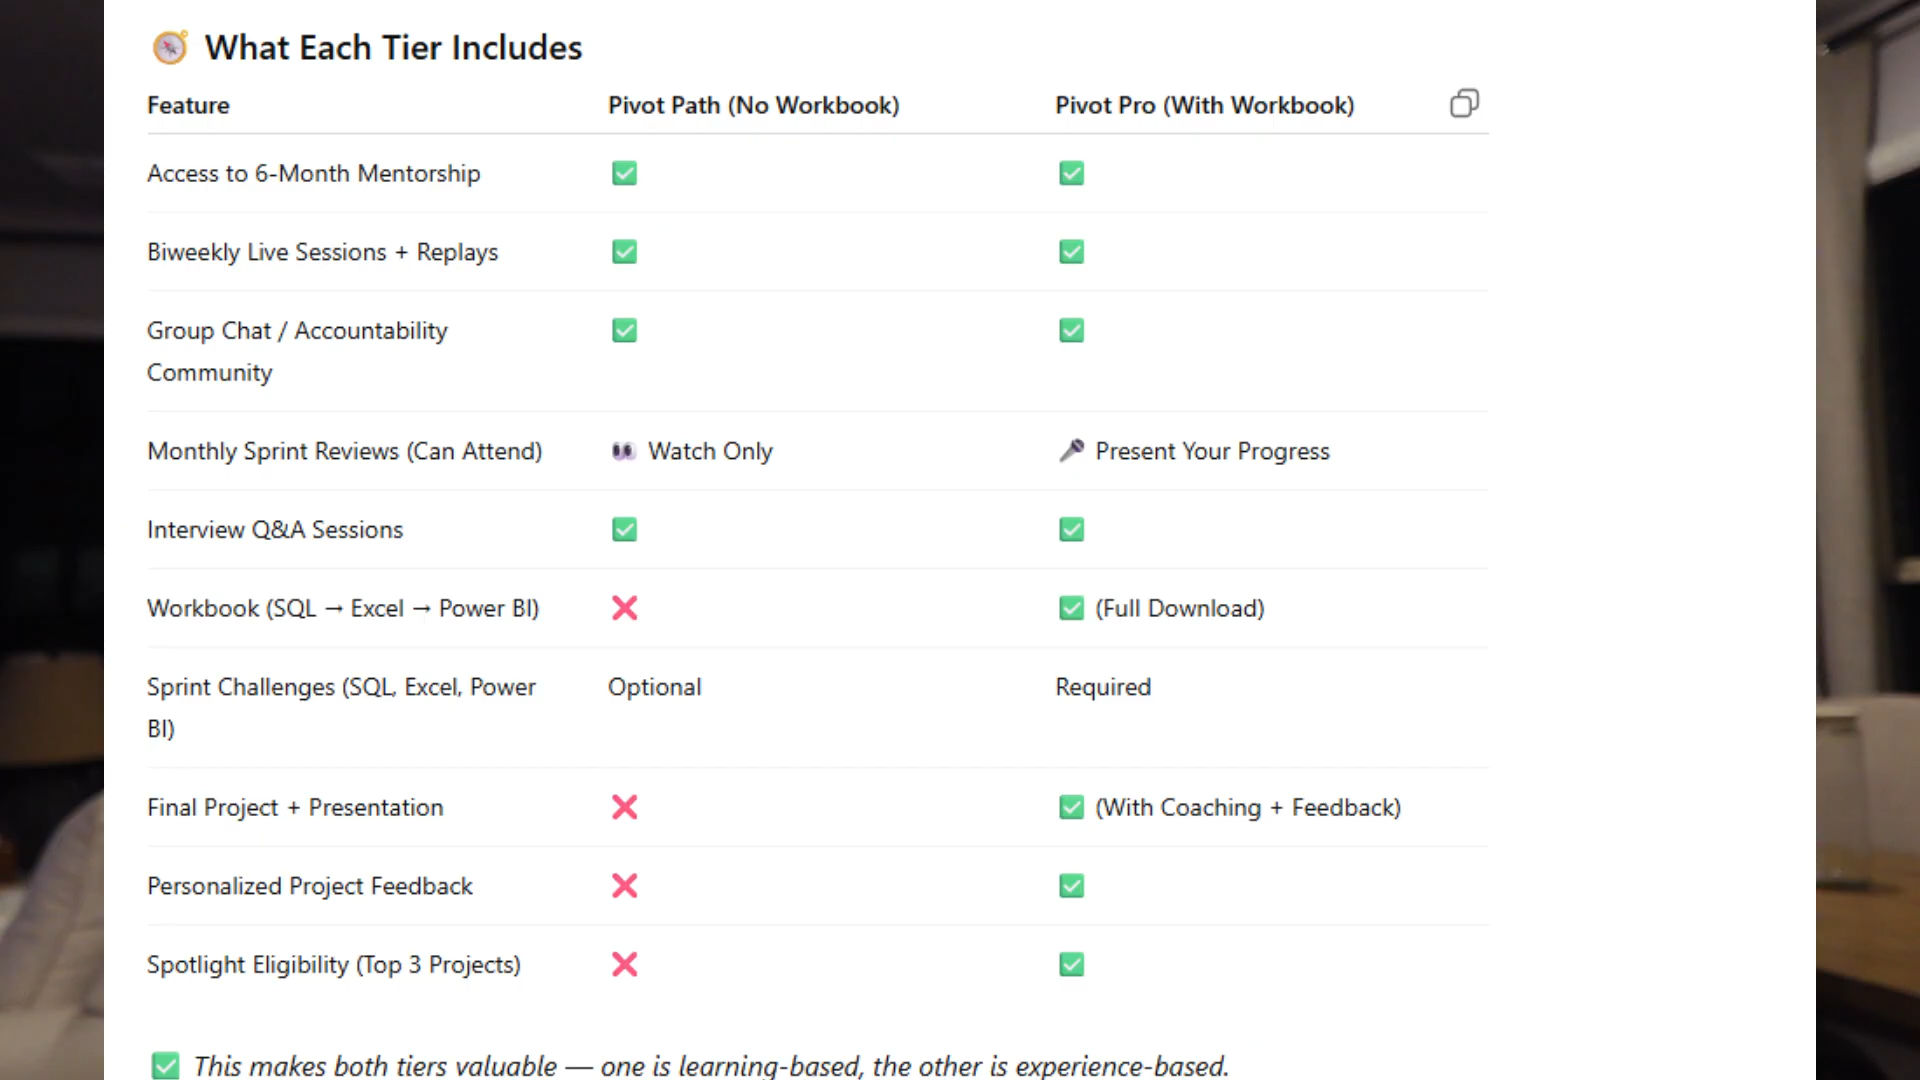 What Each Tier Includes
Feature Pivot Path (No Workbook) Pivot Pro (With Workbook)
Access to 6-Month Mentorship
Biweekly Live Sessions + Replays
Group Chat / Accountability
Community
Monthly Sprint Reviews (Can Attend) Watch Only Present Your Progress
Interview Q&A Sessions
Workbook (SQL → Excel → Power BI) (Full Download)
Sprint Challenges (SQL, Excel, Power Optional Required
BI)
Final Project + Presentation (With Coaching + Feedback)
Personalized Project Feedback
Spotlight Eligibility (Top 3 Projects)
This makes both tiers valuable — one is learning-based, the other is experience-based.